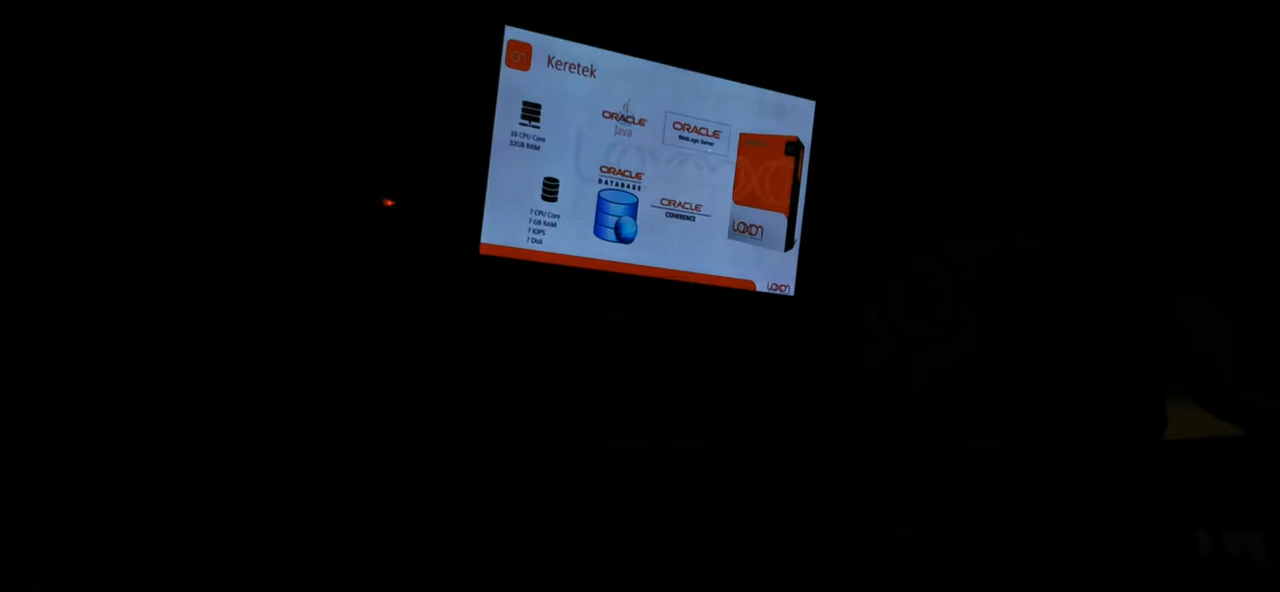 Keretek
16 CPU Core
32GB RAM
ORACLE
Java
ORACLE
WebLogic Server
ORACLE
DATABASE
ORACLE
COHERENCE
? CPU Core
? GB RAM
? IOPS
? Disk
LOXON
LOXON